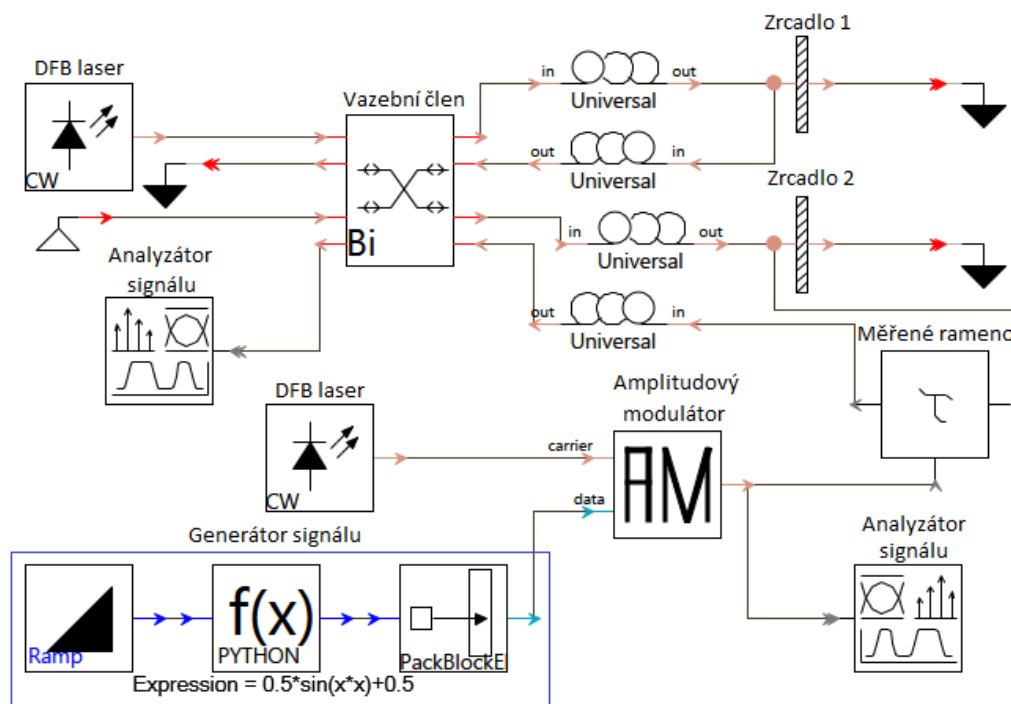 Zrcadlo 1
DFB laser
in
out
Universal
Vazební člen
CW
out
in
Universal
Zrcadlo 2
in
out
Universal
Bi
Analyzátor
signálu
out
in
Universal
Měřené rameno
DFB laser
Amplitudový
modulátor
carrier
AM
CW
data
Generátor signálu
Analyzátor
signálu
f(x)
Ramp
PYTHON
PackBlockEl
Expression = 0.5*sin(x*x)+0.5